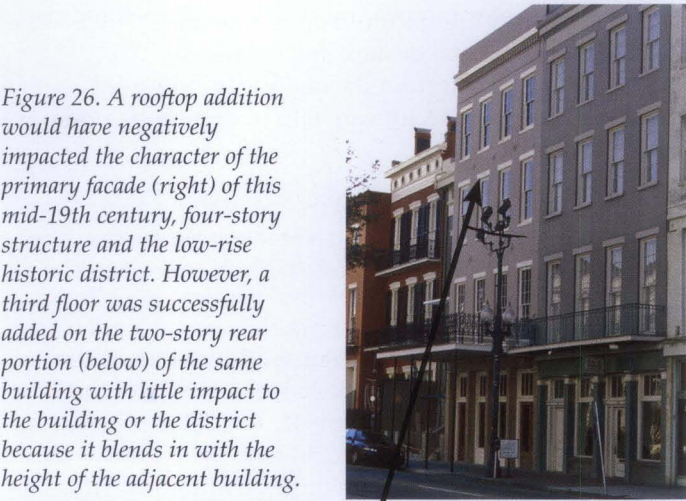 Figure 26. A rooftop addition
would have negatively
impacted the character of the
primary facade (right) of this
mid-19th century, four-story
structure and the low-rise
historic district. However, a
third floor was successfully
added on the two-story rear
portion (below) of the same
building with little impact to
the building or the district
because it blends in with the
height of the adjacent building.